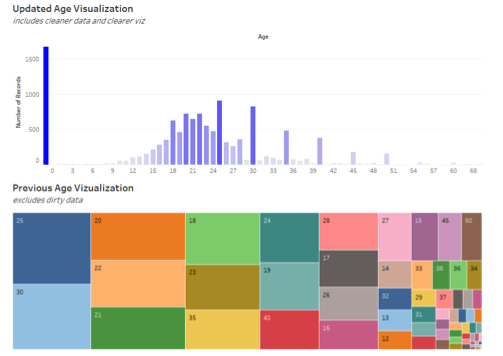 Updated Age Visualization
includes cleaner data and clearer viz
Age
Number of Records
1500
1000
500
0
0 3 6 9 12 15 18 21 24 27 30 33 36 39 42 45 48 51 54 57 60 64 68
Previous Age Vizualization
excludes dirty data
25 20 18 24 28 27 15 45 50
17
22 23 19 14 33 38 36 34
30 26 32 29 37
21 35 40 13 31
16 12